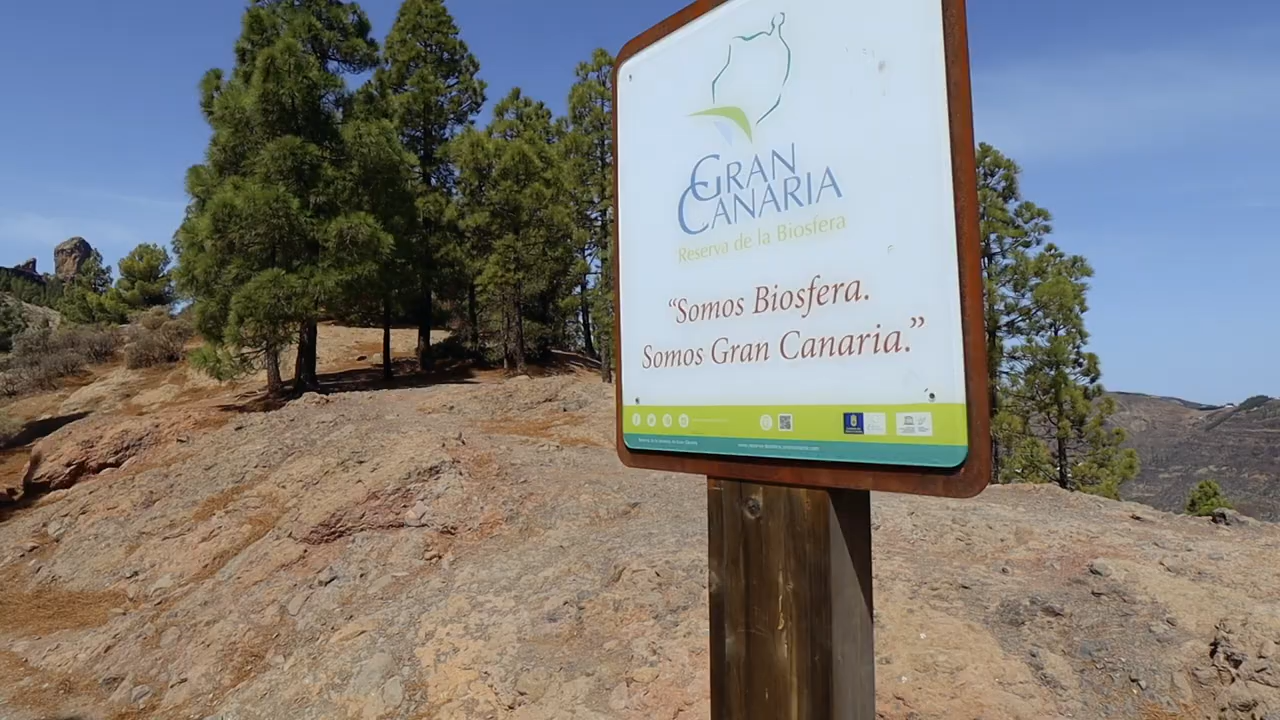 GRAN
CANARIA
Reserva de la Biosfera
“Somos Biosfera.
Somos Gran Canaria.”